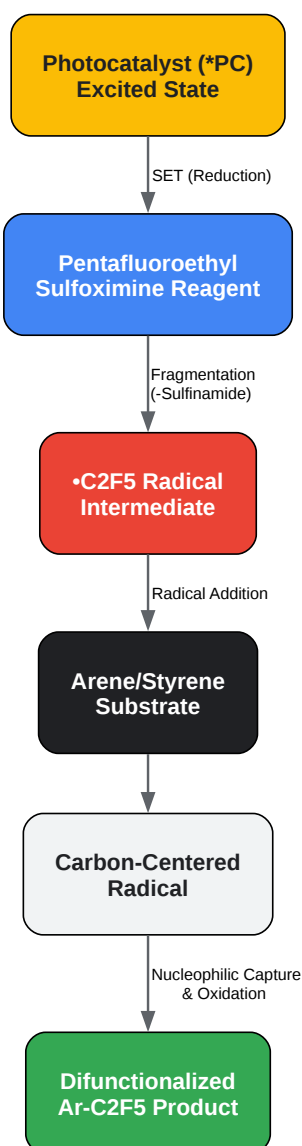 Photocatalyst (*PC)
Excited State
SET (Reduction)
Pentafluoroethyl
Sulfoximine Reagent
Fragmentation
(-Sulfinamide)
•C2F5 Radical
Intermediate
Radical Addition
Arene/Styrene
Substrate
Carbon-Centered
Radical
Nucleophilic Capture
& Oxidation
Difunctionalized
Ar-C2F5 Product